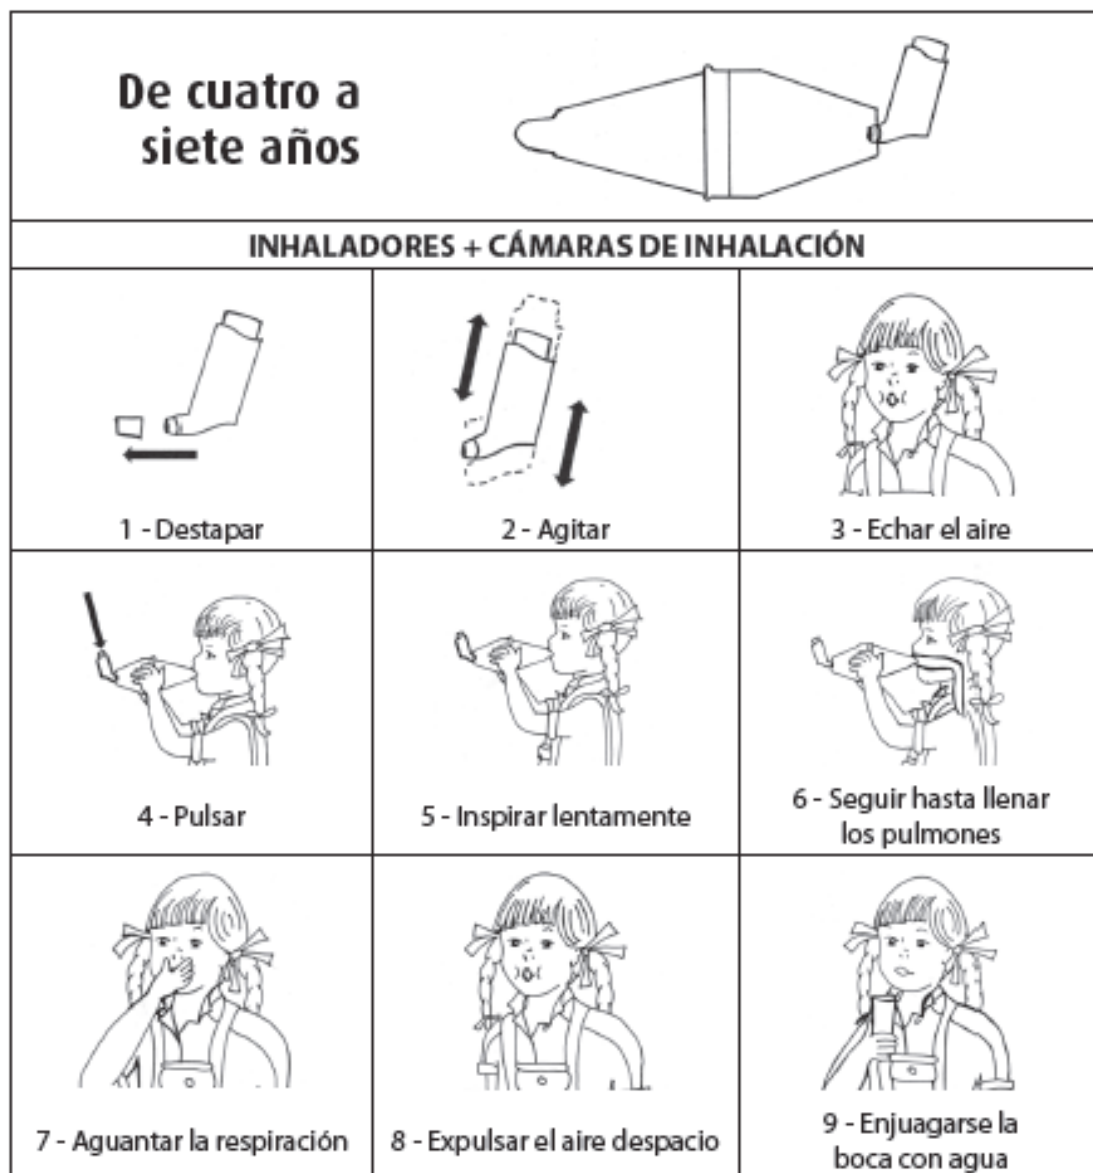 De cuatro a
siete años
INHALADORES + CÁMARAS DE INHALACIÓN
1 - Destapar
2 - Agitar
3 - Echar el aire
4 - Pulsar
5 - Inspirar lentamente
6 - Seguir hasta llenar
los pulmones
7 - Aguantar la respiración
8 - Expulsar el aire despacio
9 - Enjuagarse la
boca con agua